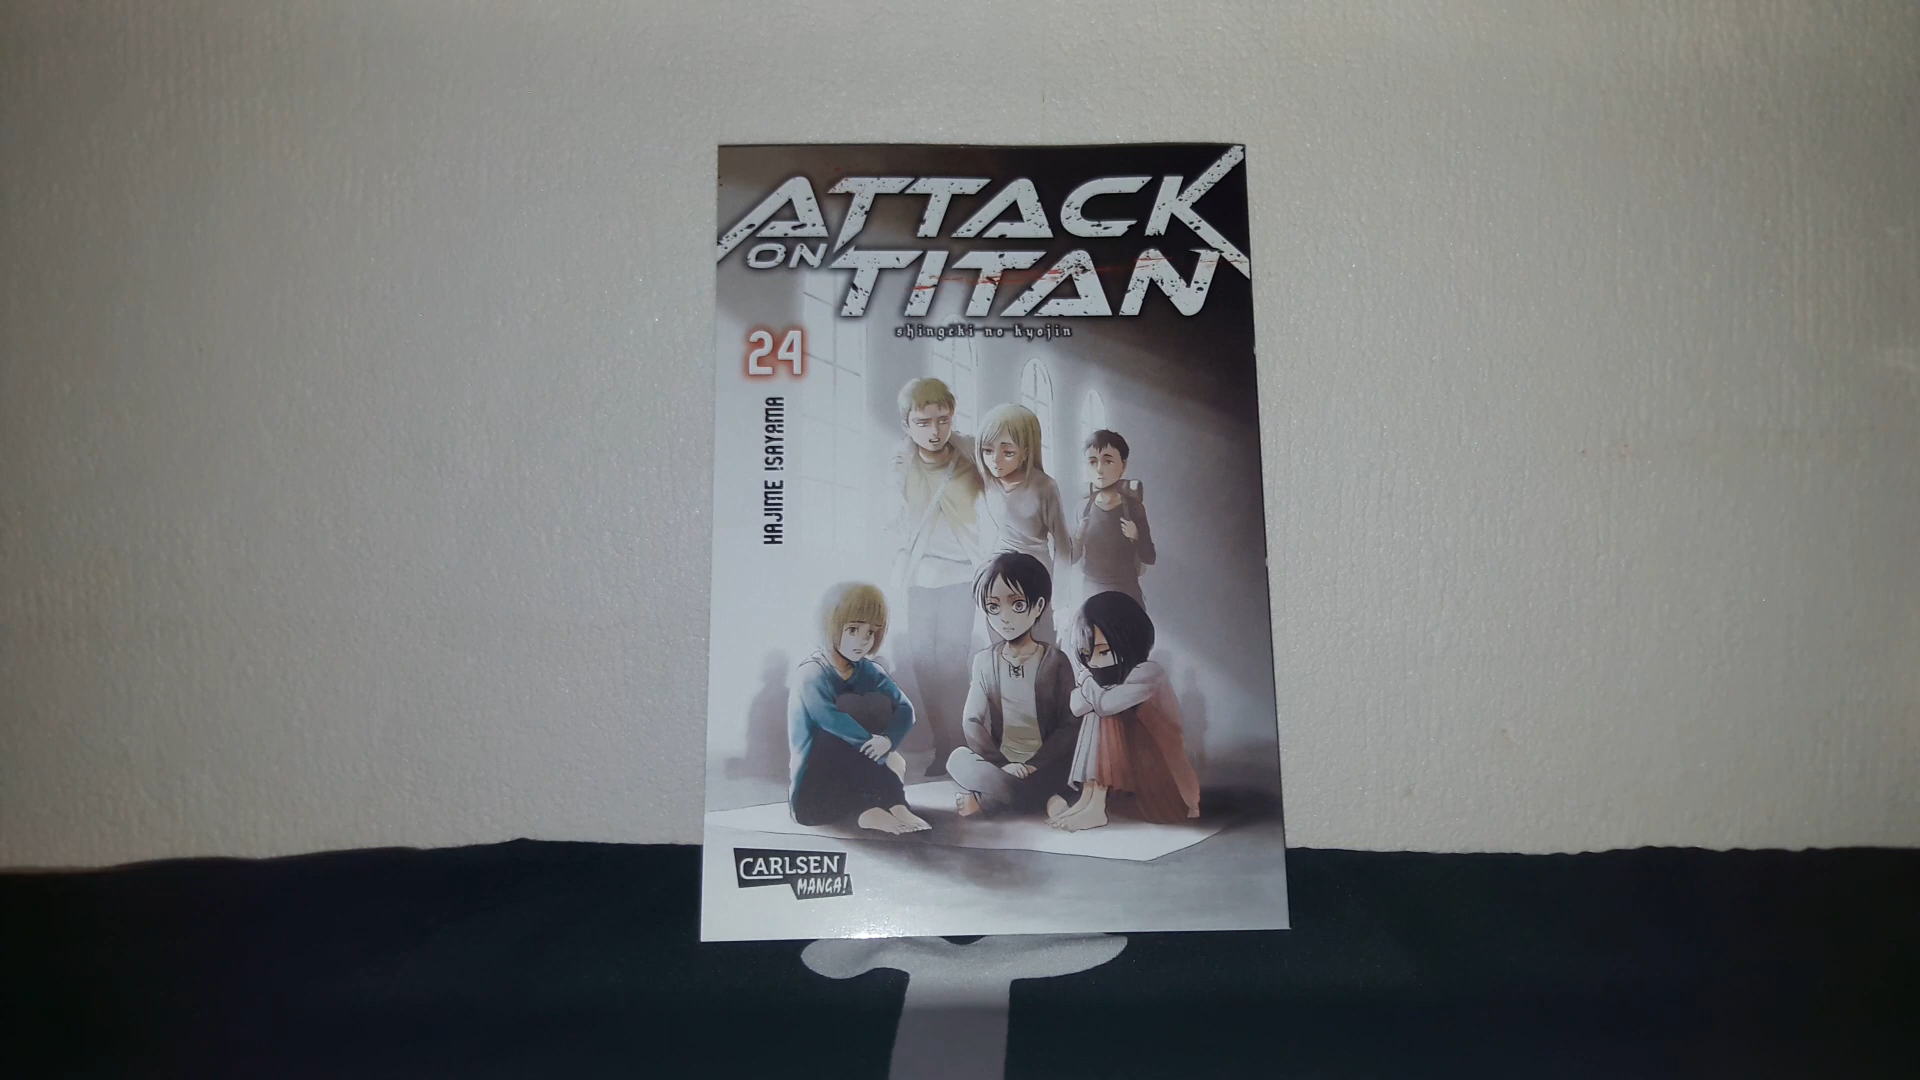 ATTACK
ON TITAN
shingeki no kyojin
24
HAJIME ISAYAMA
CARLSEN
MANGA!